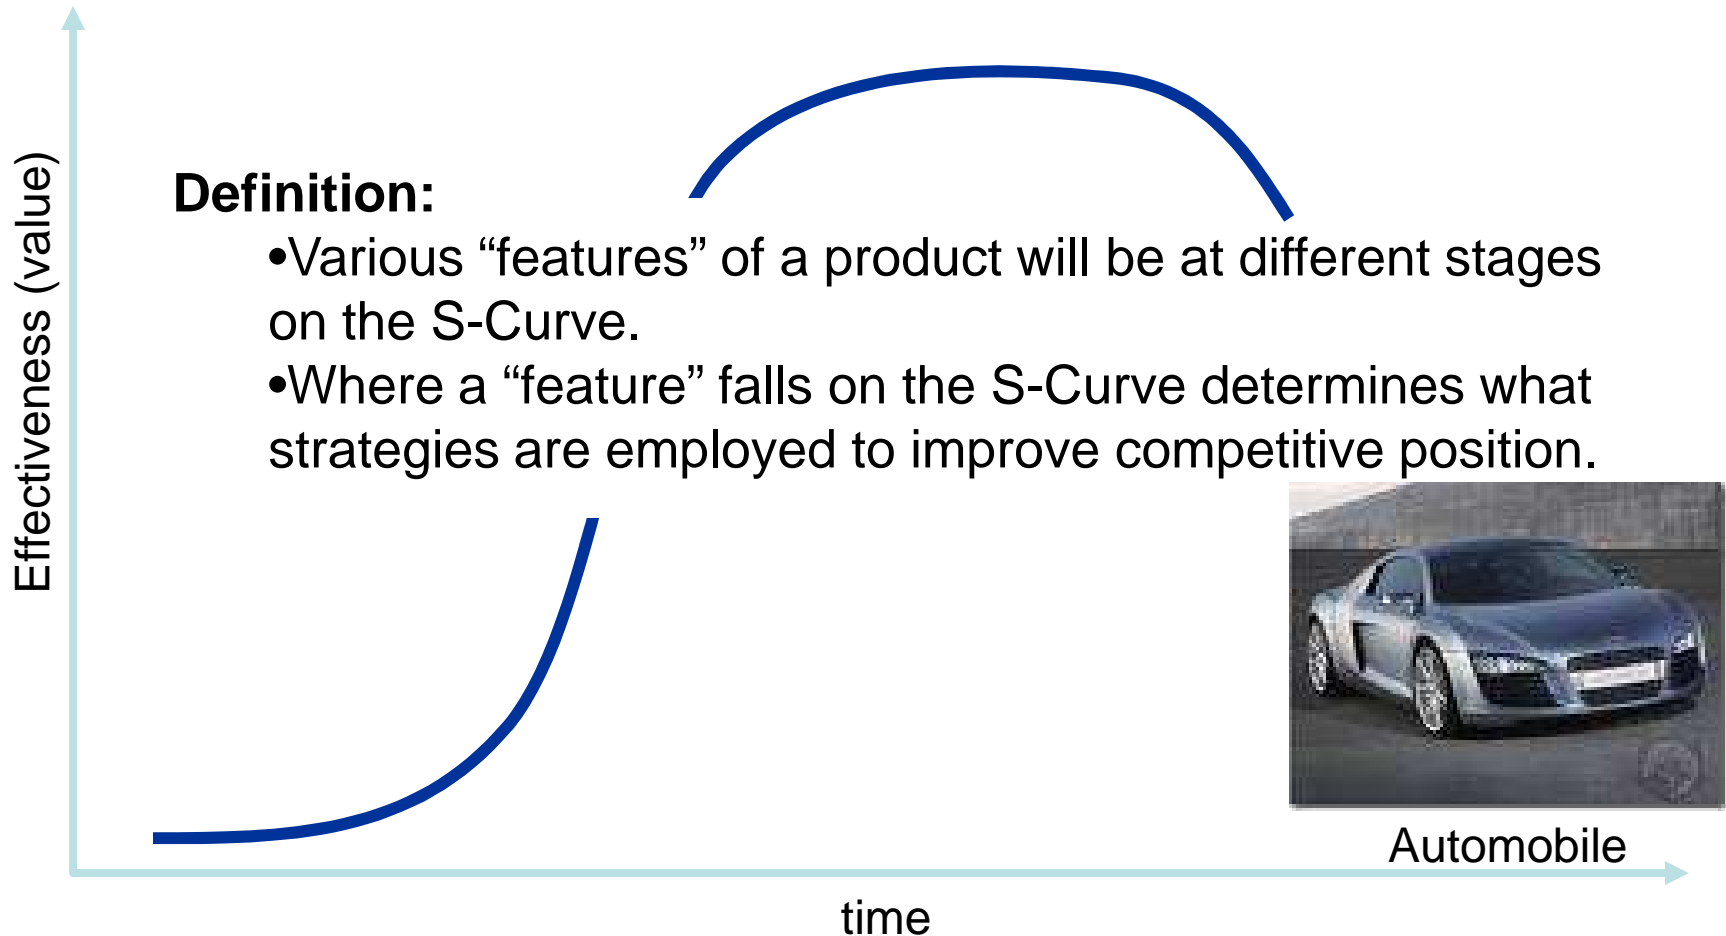 Effectiveness (value)
Definition:
•Various “features” of a product will be at different stages
on the S-Curve.
•Where a “feature” falls on the S-Curve determines what
strategies are employed to improve competitive position.
Automobile
time